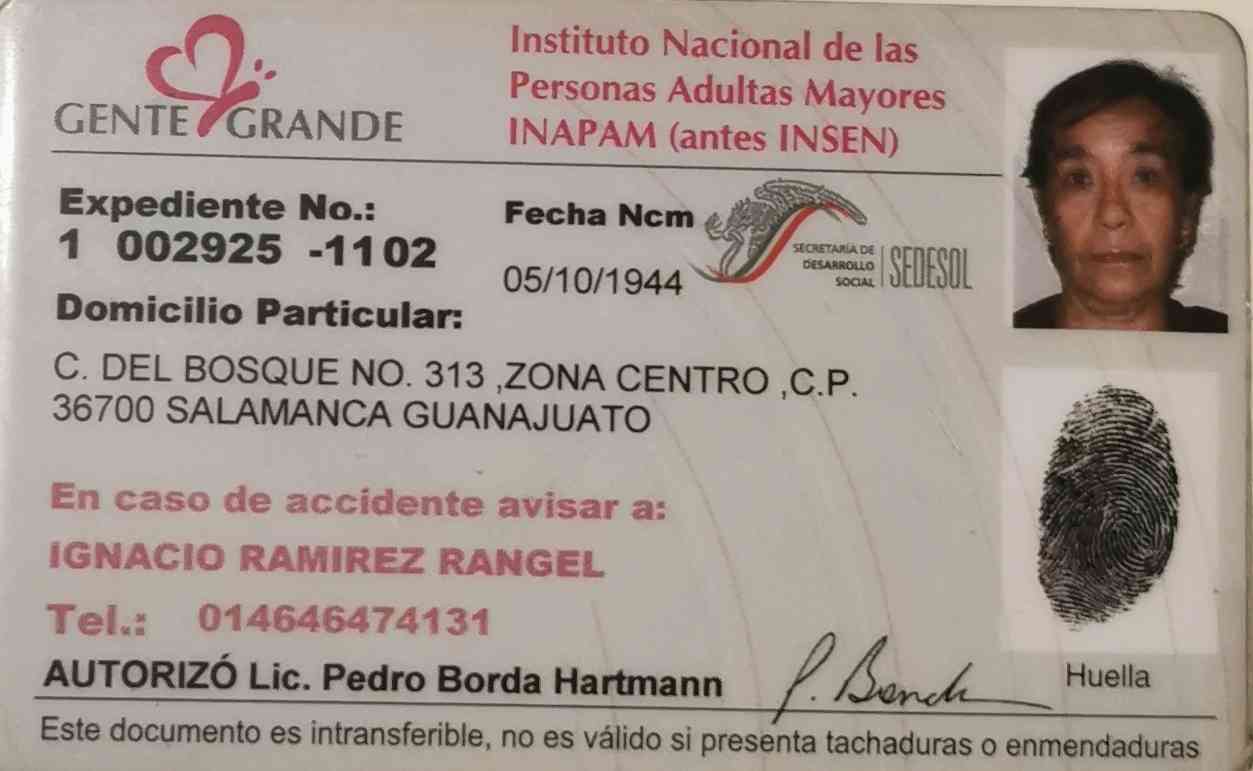 GENTE GRANDE
Instituto Nacional de las
Personas Adultas Mayores
INAPAM (antes INSEN)
Expediente No.:
1 002925 -1102
Fecha Ncm
05/10/1944
SECRETARÍA DE
DESARROLLO
SOCIAL
SEDESOL
Domicilio Particular:
C. DEL BOSQUE NO. 313 ,ZONA CENTRO ,C.P.
36700 SALAMANCA GUANAJUATO
En caso de accidente avisar a:
IGNACIO RAMIREZ RANGEL
Tel.: 014646474131
AUTORIZÓ Lic. Pedro Borda Hartmann
Huella
Este documento es intransferible, no es válido si presenta tachaduras o enmendaduras